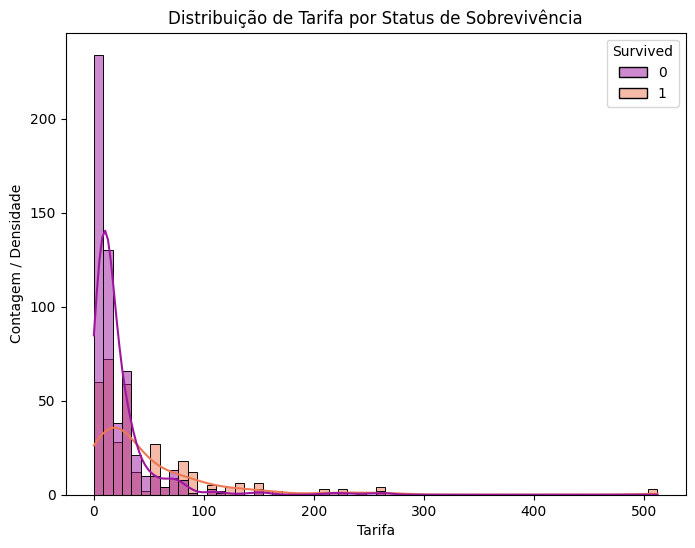 Distribuição de Tarifa por Status de Sobrevivência
Survived
0
1
200
150
100
50
0
Contagem / Densidade
0 100 200 300 400 500
Tarifa